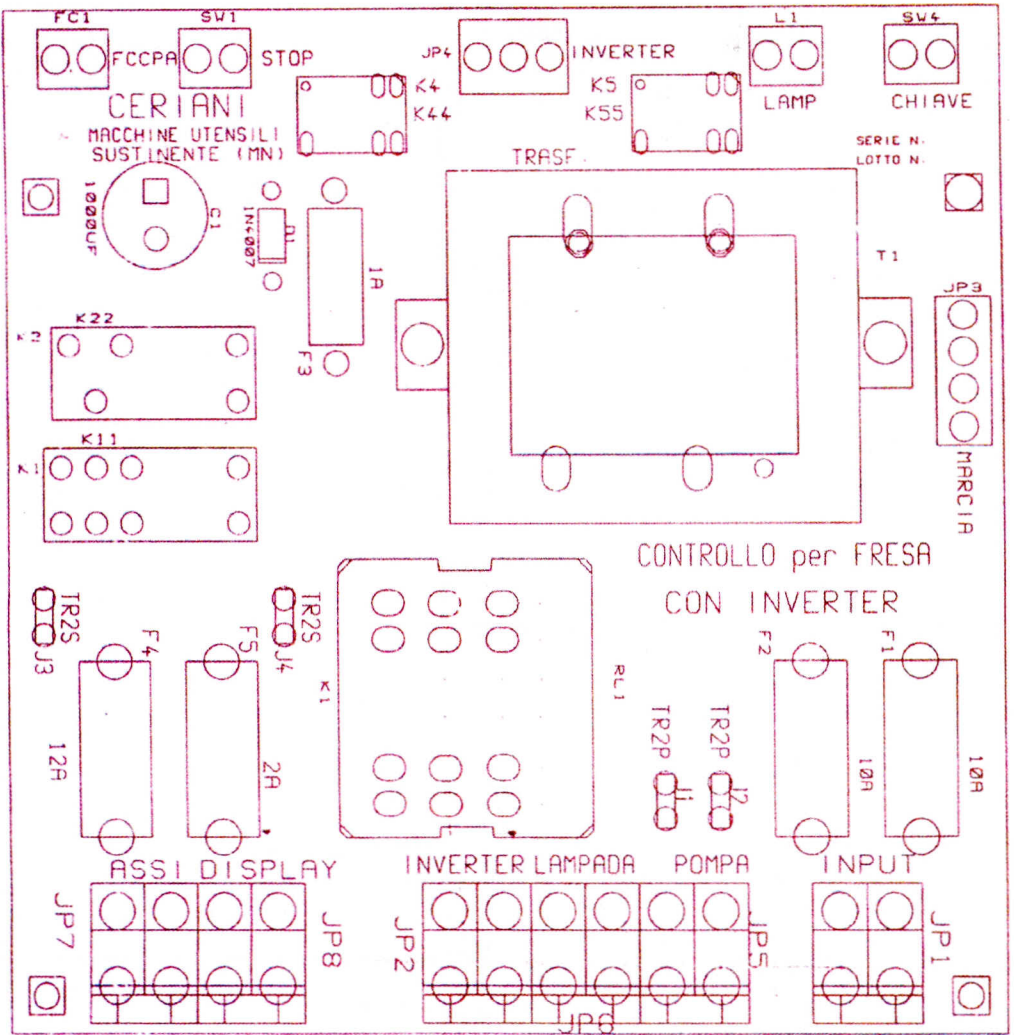 FC1
SW1
L1
SW4
FCCPA
STOP
JP4
INVERTER
LAMP
CHIAVE
K4
K44
K5
K55
CERIANI
MACCHINE UTENSILI
SUSTINENTE (MN)
SERIE N.
LOTTO N.
TRASF.
1000UF
C1
1N4007
D1
1A
F3
T1
JP3
MARCIA
K22
K2
K11
K1
CONTROLLO per FRESA
CON INVERTER
TR2S
J3
F4
12A
F5
2A
TR2S
J4
K1
RL1
TR2P
J1
TR2P
J2
F2
10A
F1
10A
ASSI DISPLAY
INVERTER LAMPADA POMPA
INPUT
JP7
JP8
JP2
JP5
JP1
JP6